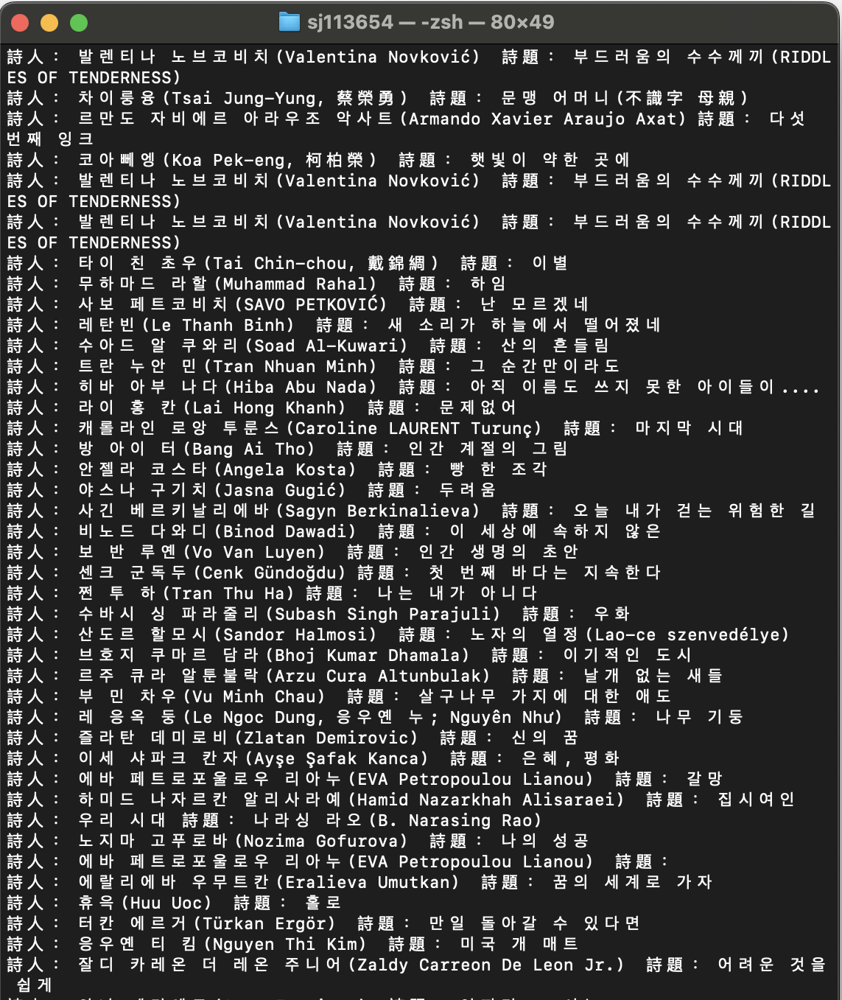 sj113654 — -zsh — 80×49
詩人： 발렌티나 노브코비치(Valentina Novković)  詩題： 부드러움의 수수께끼(RIDDL
ES OF TENDERNESS)
詩人： 차이륭융(Tsai Jung-Yung, 蔡榮勇)  詩題： 문맹 어머니(不識字 母親)
詩人： 르만도 자비에르 아라우조 악사트(Armando Xavier Araujo Axat) 詩題： 다섯
번째 잉크
詩人： 코아뻬엥(Koa Pek-eng, 柯柏榮)  詩題： 햇빛이 약한 곳에
詩人： 발렌티나 노브코비치(Valentina Novković)  詩題： 부드러움의 수수께끼(RIDDL
ES OF TENDERNESS)
詩人： 발렌티나 노브코비치(Valentina Novković)  詩題： 부드러움의 수수께끼(RIDDL
ES OF TENDERNESS)
詩人： 타이 친 초우(Tai Chin-chou, 戴錦綢)  詩題： 이별
詩人： 무하마드 라할(Muhammad Rahal)  詩題： 하임
詩人： 사보 페트코비치(SAVO PETKOVIĆ)  詩題： 난 모르겠네
詩人： 레탄빈(Le Thanh Binh)  詩題： 새 소리가 하늘에서 떨어졌네
詩人： 수아드 알 쿠와리(Soad Al-Kuwari)  詩題： 산의 흔들림
詩人： 트란 누안 민(Tran Nhuan Minh)  詩題： 그 순간만이라도
詩人： 히바 아부 나다(Hiba Abu Nada)  詩題： 아직 이름도 쓰지 못한 아이들이....
詩人： 라이 홍 칸(Lai Hong Khanh)  詩題： 문제없어
詩人： 캐롤라인 로앙 투룬스(Caroline LAURENT Turunç)  詩題： 마지막 시대
詩人： 방 아이 터(Bang Ai Tho)  詩題： 인간 계절의 그림
詩人： 안젤라 코스타(Angela Kosta)  詩題： 빵 한 조각
詩人： 야스나 구기치(Jasna Gugić)  詩題： 두려움
詩人： 사긴 베르키날리에바(Sagyn Berkinalieva)  詩題： 오늘 내가 걷는 위험한 길
詩人： 비노드 다와디(Binod Dawadi)  詩題： 이 세상에 속하지 않은
詩人： 보 반 루옌(Vo Van Luyen)  詩題： 인간 생명의 초안
詩人： 센크 군독두(Cenk Gündoğdu) 詩題： 첫 번째 바다는 지속한다
詩人： 쩐 투 하(Tran Thu Ha) 詩題： 나는 내가 아니다
詩人： 수바시 싱 파라줄리(Subash Singh Parajuli)  詩題： 우화
詩人： 산도르 할모시(Sandor Halmosi)  詩題： 노자의 열정(Lao-ce szenvedélye)
詩人： 브호지 쿠마르 담라(Bhoj Kumar Dhamala)  詩題： 이기적인 도시
詩人： 르주 큐라 알툰불락(Arzu Cura Altunbulak)  詩題： 날개 없는 새들
詩人： 부 민 차우(Vu Minh Chau)  詩題： 살구나무 가지에 대한 애도
詩人： 레 응옥 둥(Le Ngoc Dung, 응우옌 누; Nguyên Như)  詩題： 나무 기둥
詩人： 즐라탄 데미로비(Zlatan Demirovic)  詩題： 신의 꿈
詩人： 이세 샤파크 칸자(Ayşe Şafak Kanca)  詩題： 은혜, 평화
詩人： 에바 페트로포울로우 리아누(EVA Petropoulou Lianou)  詩題： 갈망
詩人： 하미드 나자르칸 알리사라예(Hamid Nazarkhah Alisaraei)  詩題： 집시여인
詩人： 우리 시대 詩題： 나라싱 라오(B. Narasing Rao)
詩人： 노지마 고푸로바(Nozima Gofurova)  詩題： 나의 성공
詩人： 에바 페트로포울로우 리아누(EVA Petropoulou Lianou)  詩題：
詩人： 에랄리에바 우무트칸(Eralieva Umutkan)  詩題： 꿈의 세계로 가자
詩人： 휴윽(Huu Uoc)  詩題： 홀로
詩人： 터칸 에르거(Türkan Ergör)  詩題： 만일 돌아갈 수 있다면
詩人： 응우옌 티 킴(Nguyen Thi Kim)  詩題： 미국 개 매트
詩人： 잘디 카레온 더 레온 주니어(Zaldy Carreon De Leon Jr.)  詩題： 어려운 것을
쉽게